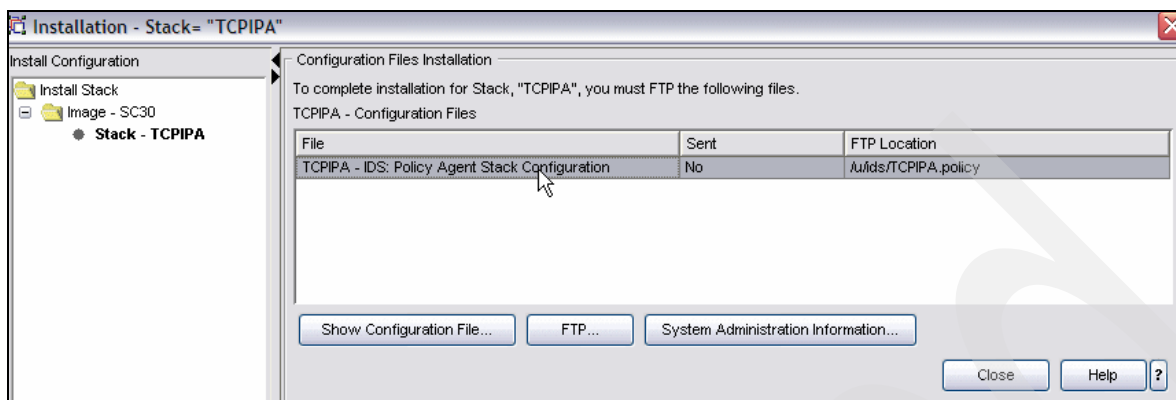 Installation - Stack= "TCPIPA"
Install Configuration
Install Stack
Image - SC30
Stack - TCPIPA
Configuration Files Installation
To complete installation for Stack, "TCPIPA", you must FTP the following files.
TCPIPA - Configuration Files
File Sent FTP Location
TCPIPA - IDS: Policy Agent Stack Configuration No /u/ids/TCPIPA.policy
Show Configuration File... FTP... System Administration Information...
Close Help ?